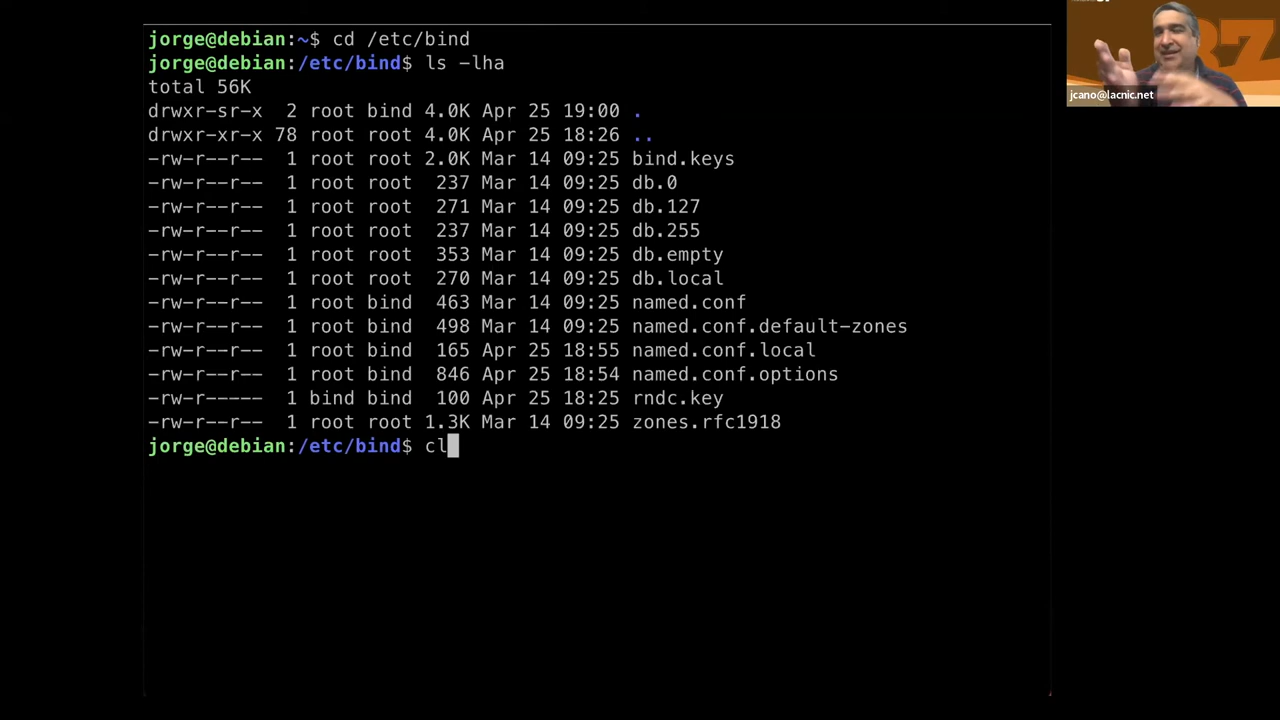 jorge@debian:~$ cd /etc/bind
jorge@debian:/etc/bind$ ls -lha
total 56K
drwxr-sr-x  2 root bind 4.0K Apr 25 19:00 .
drwxr-xr-x 78 root root 4.0K Apr 25 18:26 ..
-rw-r--r--  1 root root 2.0K Mar 14 09:25 bind.keys
-rw-r--r--  1 root root  237 Mar 14 09:25 db.0
-rw-r--r--  1 root root  271 Mar 14 09:25 db.127
-rw-r--r--  1 root root  237 Mar 14 09:25 db.255
-rw-r--r--  1 root root  353 Mar 14 09:25 db.empty
-rw-r--r--  1 root root  270 Mar 14 09:25 db.local
-rw-r--r--  1 root bind  463 Mar 14 09:25 named.conf
-rw-r--r--  1 root bind  498 Mar 14 09:25 named.conf.default-zones
-rw-r--r--  1 root bind  165 Apr 25 18:55 named.conf.local
-rw-r--r--  1 root bind  846 Apr 25 18:54 named.conf.options
-rw-r-----  1 bind bind  100 Apr 25 18:25 rndc.key
-rw-r--r--  1 root root 1.3K Mar 14 09:25 zones.rfc1918
jorge@debian:/etc/bind$ cl
jcano@lacnic.net